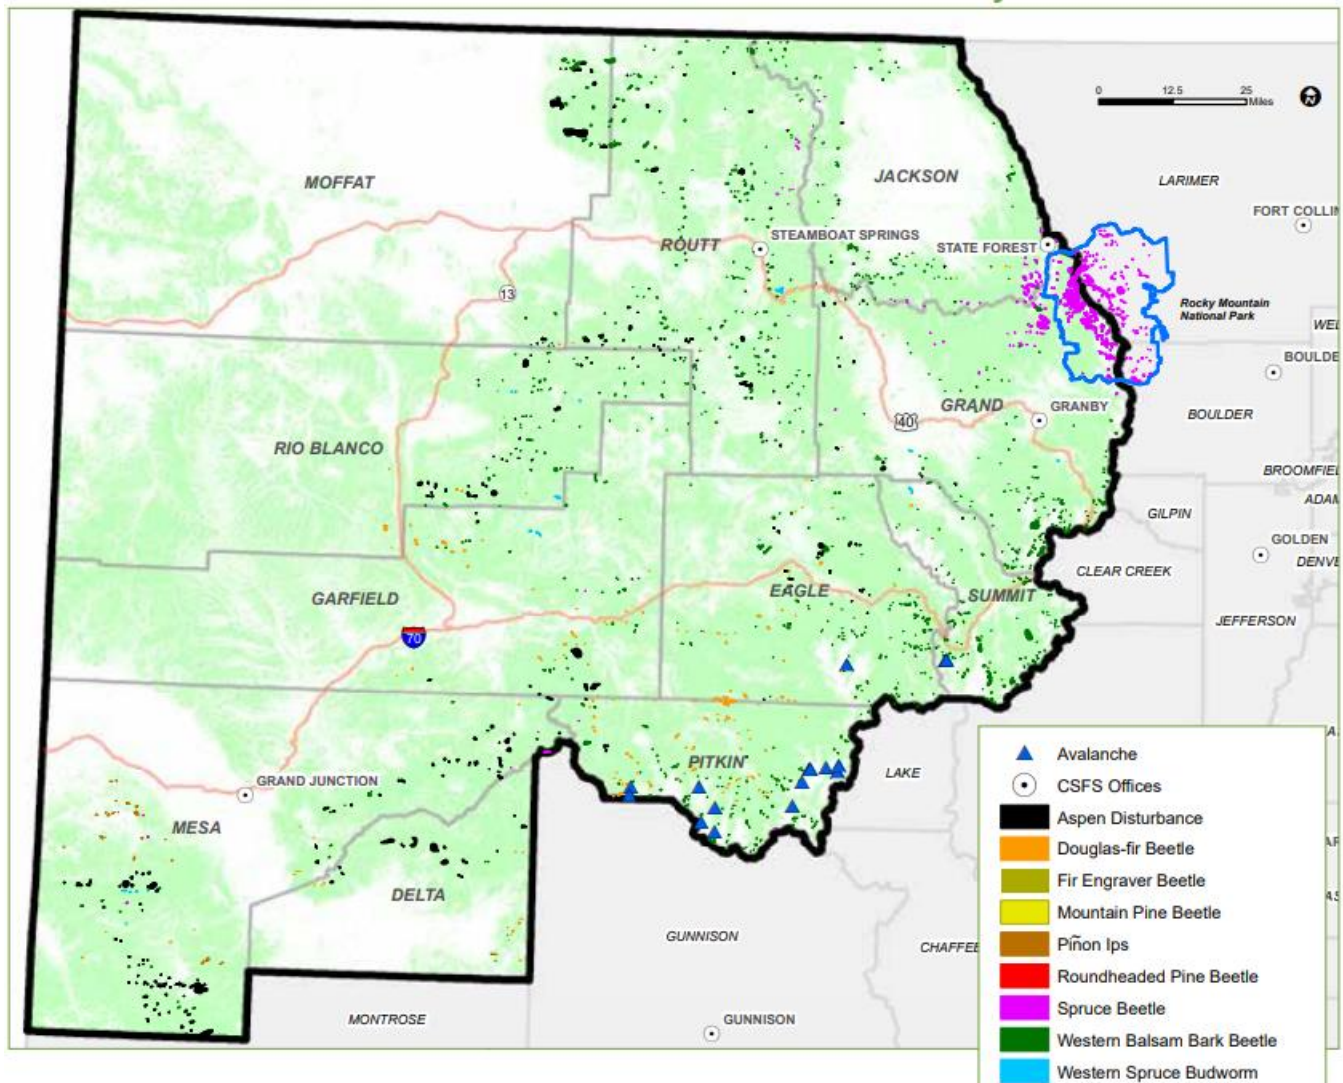 0 12.5 25
Miles
N
MOFFAT
JACKSON
LARIMER
FORT COLLIN
ROUTT
STEAMBOAT SPRINGS
STATE FOREST
13
Rocky Mountain
National Park
WEL
BOULDE
GRAND
GRANBY
BOULDER
40
RIO BLANCO
BROOMFIEL
ADAM
GILPIN
GOLDEN
DENVE
CLEAR CREEK
EAGLE
SUMMIT
GARFIELD
JEFFERSON
70
PITKIN
LAKE
GRAND JUNCTION
MESA
DELTA
GUNNISON
CHAFFEE
MONTROSE
GUNNISON
Avalanche
CSFS Offices
Aspen Disturbance
Douglas-fir Beetle
Fir Engraver Beetle
Mountain Pine Beetle
Piñon Ips
Roundheaded Pine Beetle
Spruce Beetle
Western Balsam Bark Beetle
Western Spruce Budworm